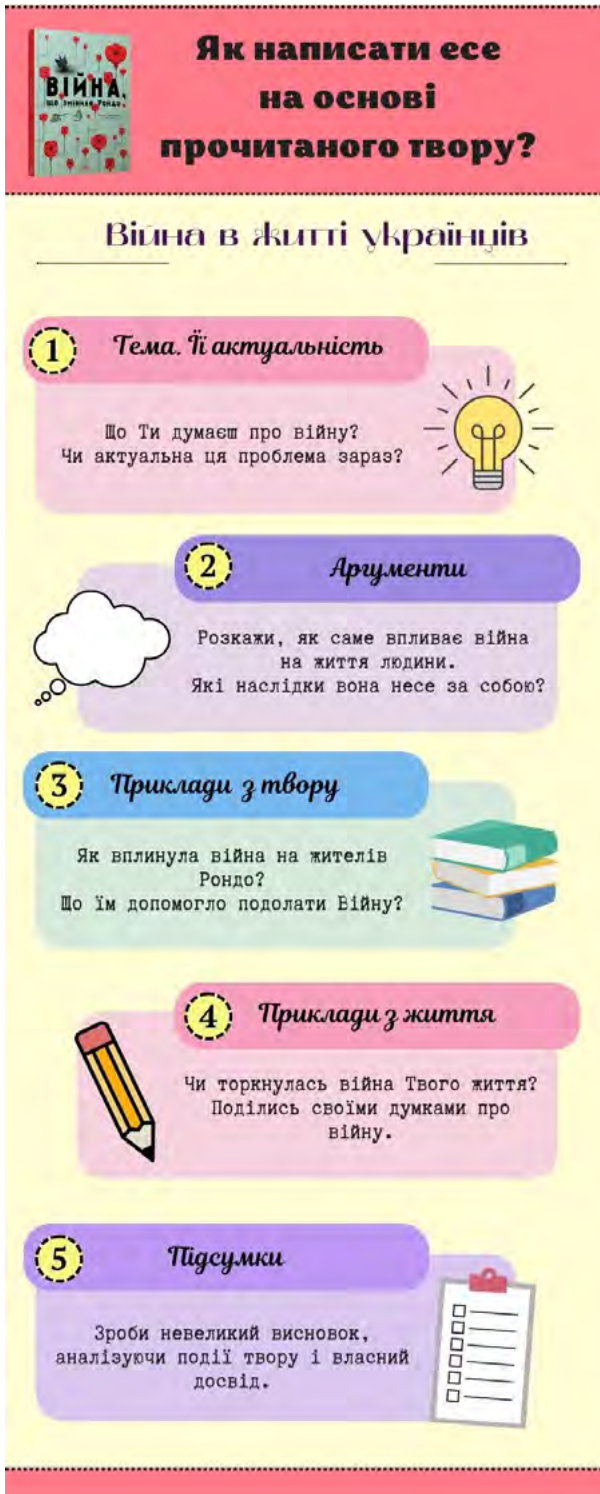 ВІЙНА,
ЩО ЗМІНИЛА РОНДО
Як написати есе
на основі
прочитаного твору?
Війна в житті українців
1
Тема. Її актуальність
Що Ти думаєш про війну?
Чи актуальна ця проблема зараз?
2
Аргументи
Розкажи, як саме впливає війна
на життя людини.
Які наслідки вона несе за собою?
3
Приклади з твору
Як вплинула війна на жителів
Рондо?
Що їм допомогло подолати Війну?
4
Приклади з життя
Чи торкнулась війна Твого життя?
Поділись своїми думками про
війну.
5
Підсумки
Зроби невеликий висновок,
аналізуючи події твору і власний
досвід.